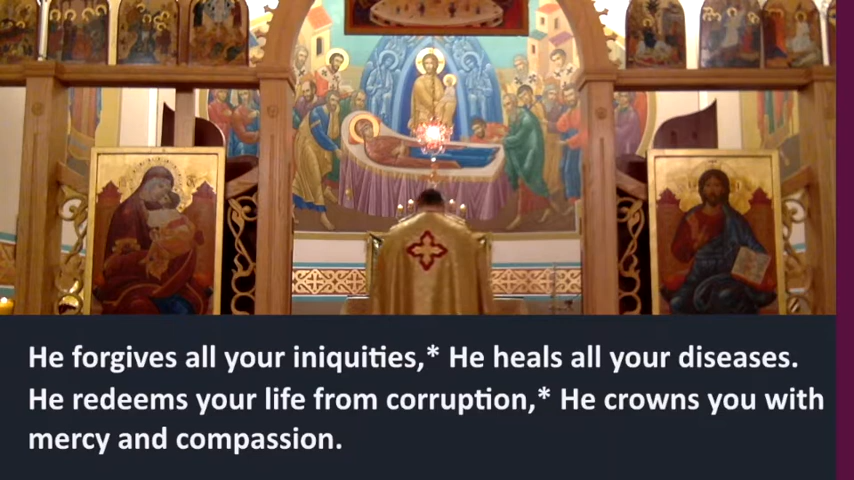 He forgives all your iniquities,* He heals all your diseases.
He redeems your life from corruption,* He crowns you with
mercy and compassion.